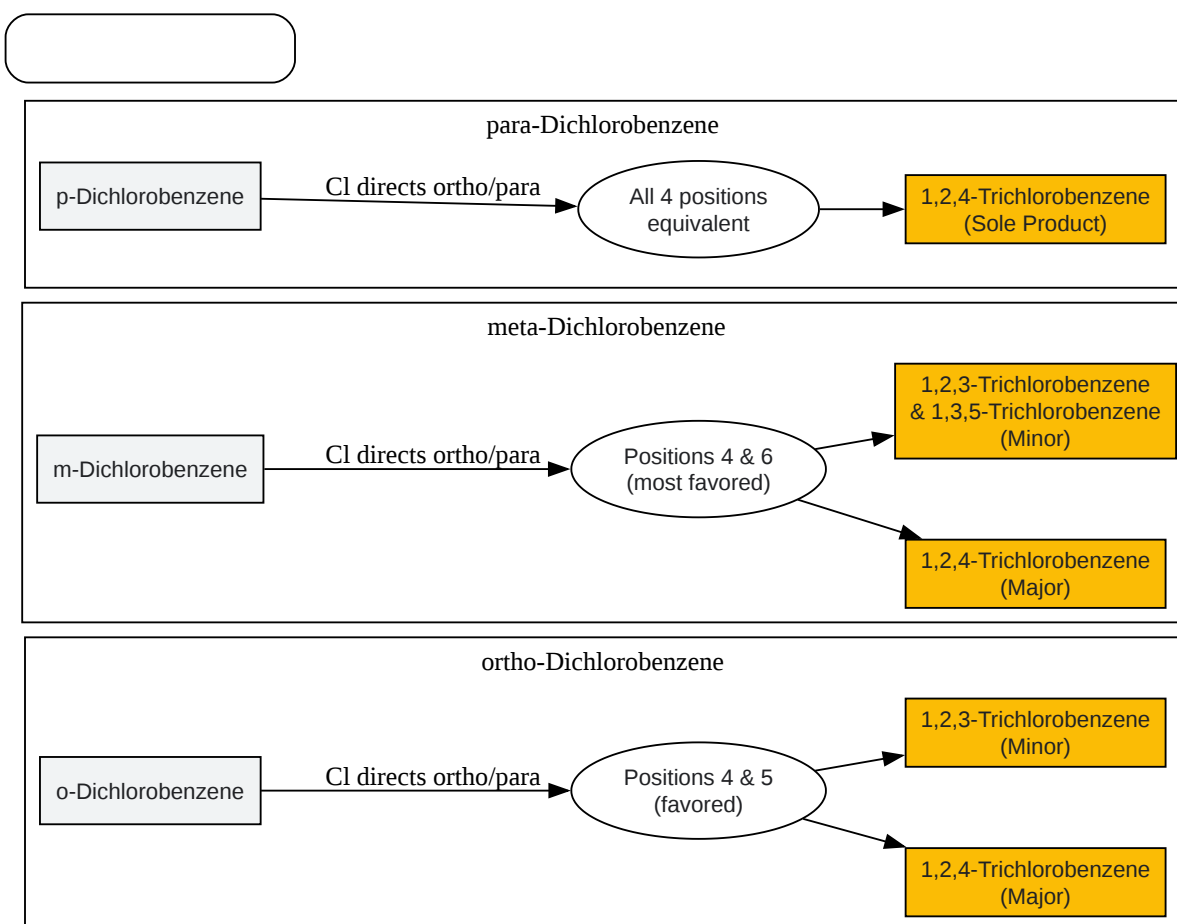 para-Dichlorobenzene
p-Dichlorobenzene
Cl directs ortho/para
All 4 positions
equivalent
1,2,4-Trichlorobenzene
(Sole Product)
meta-Dichlorobenzene
m-Dichlorobenzene
Cl directs ortho/para
Positions 4 & 6
(most favored)
1,2,3-Trichlorobenzene
& 1,3,5-Trichlorobenzene
(Minor)
1,2,4-Trichlorobenzene
(Major)
ortho-Dichlorobenzene
o-Dichlorobenzene
Cl directs ortho/para
Positions 4 & 5
(favored)
1,2,3-Trichlorobenzene
(Minor)
1,2,4-Trichlorobenzene
(Major)